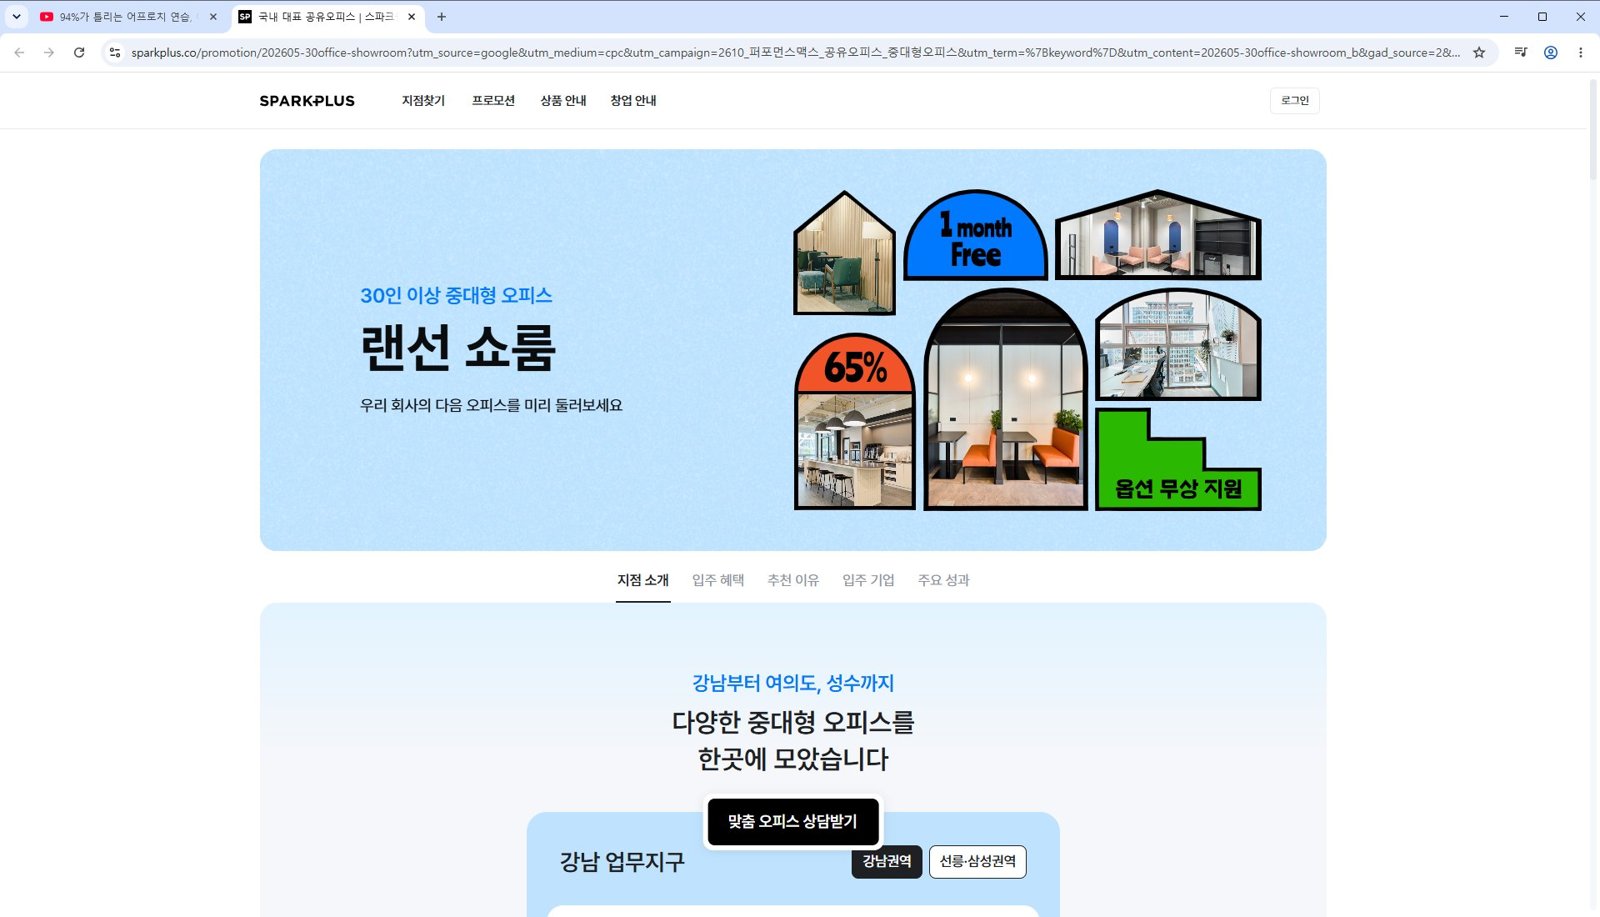 94%가 틀리는 어프로치 연습,
국내 대표 공유오피스 | 스파크
sparkplus.co/promotion/202605-30office-showroom?utm_source=google&utm_medium=cpc&utm_campaign=2610_퍼포먼스맥스_공유오피스_중대형오피스&utm_term=%7Bkeyword%7D&utm_content=202605-30office-showroom_b&gad_source=2&...
SPARKPLUS
지점찾기
프로모션
상품 안내
창업 안내
로그인
30인 이상 중대형 오피스
랜선 쇼룸
우리 회사의 다음 오피스를 미리 둘러보세요
1 month
Free
65%
옵션 무상 지원
지점 소개
입주 혜택
추천 이유
입주 기업
주요 성과
강남부터 여의도, 성수까지
다양한 중대형 오피스를
한곳에 모았습니다
맞춤 오피스 상담받기
강남 업무지구
강남권역
선릉·삼성권역